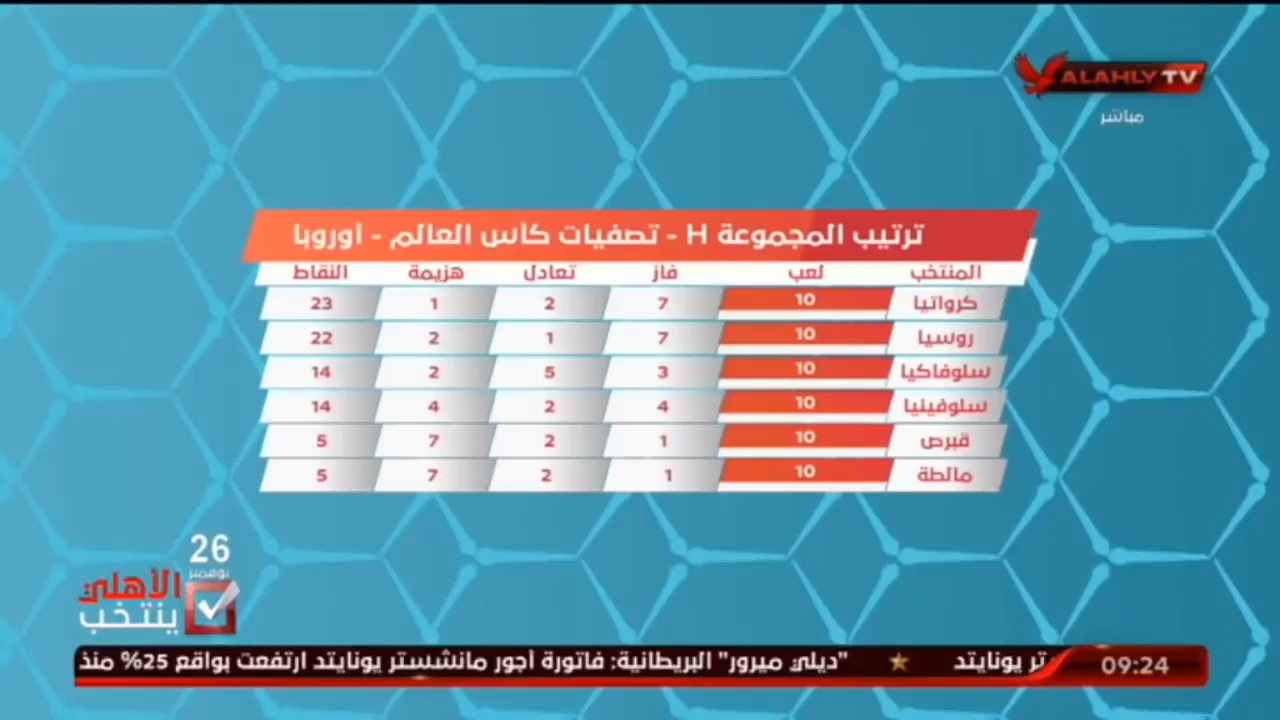 ALAHLY TV
مباشر
ترتيب المجموعة H - تصفيات كأس العالم - أوروبا
المنتخب لعب فاز تعادل هزيمة النقاط
كرواتيا 10 7 2 1 23
روسيا 10 7 1 2 22
سلوفاكيا 10 3 5 2 14
سلوفينيا 10 4 2 4 14
قبرص 10 1 2 7 5
مالطة 10 1 2 7 5
26
نوفمبر
الأهلي
ينتخب
09:24 تر يونايتد "ديلي ميرور" البريطانية: فاتورة أجور مانشستر يونايتد ارتفعت بواقع 25% منذ